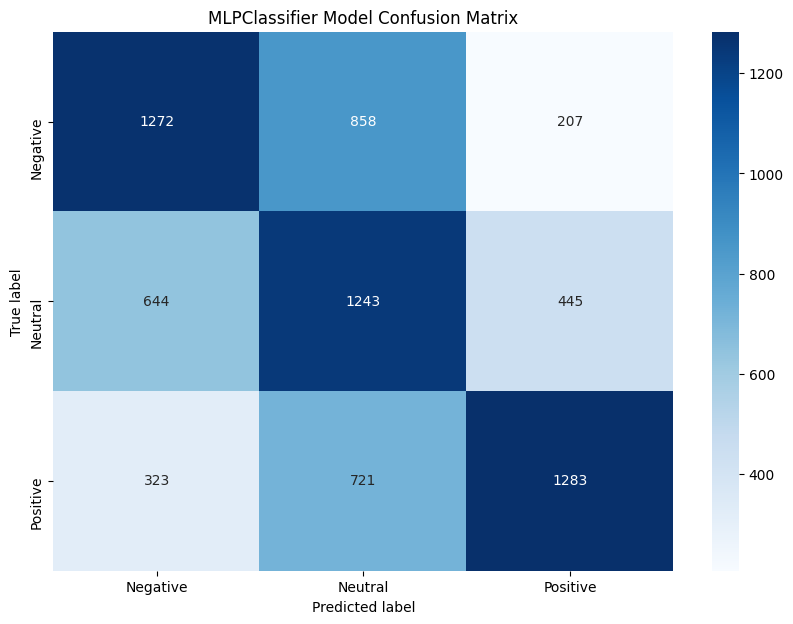 MLPClassifier Model Confusion Matrix
Negative
1272 858 207
Neutral
644 1243 445
Positive
323 721 1283
True label
Negative Neutral Positive
Predicted label
1200
1000
800
600
400